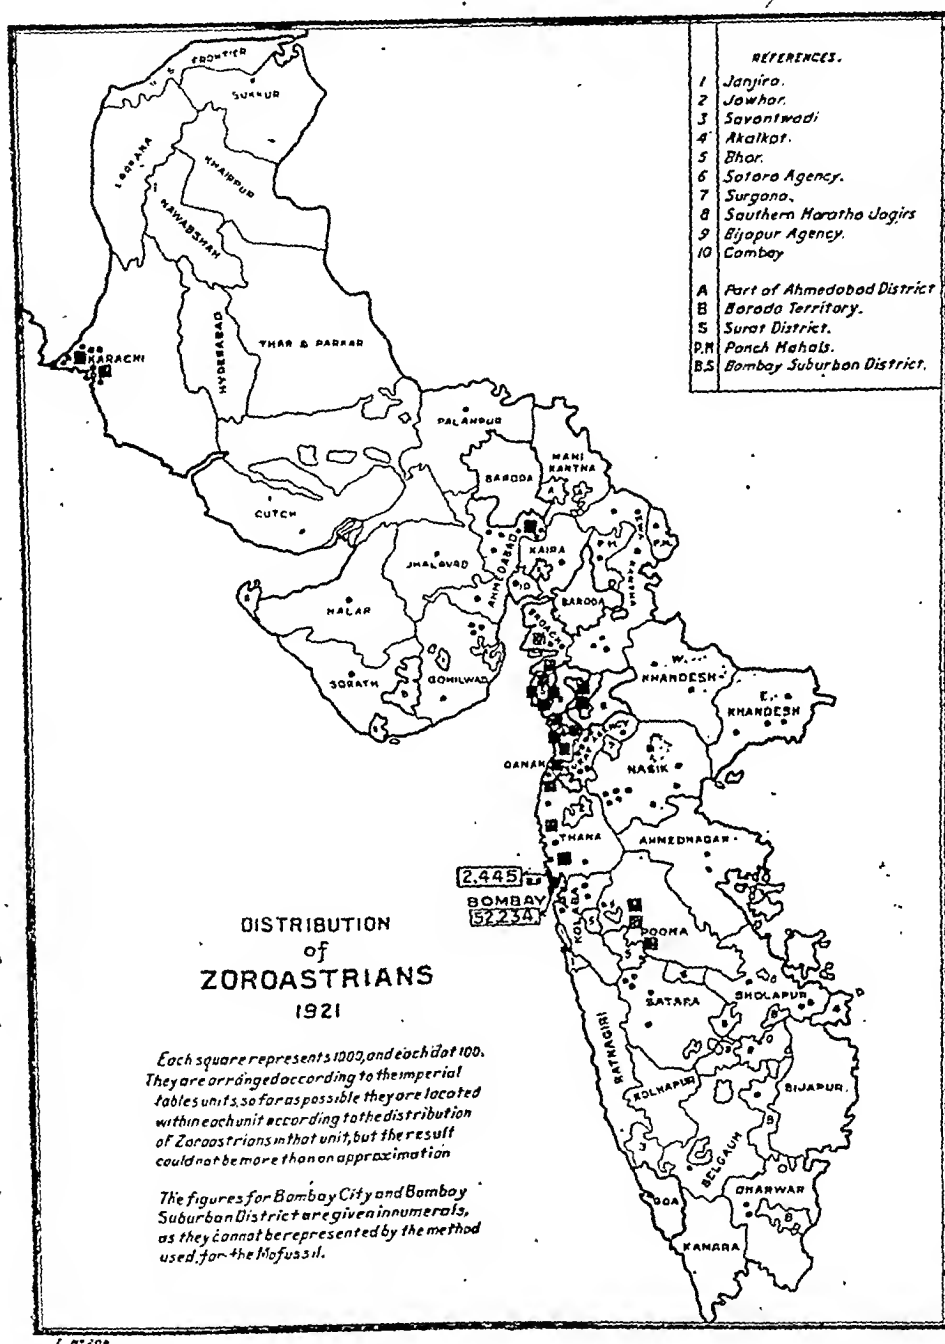 REFERENCES.
1 Janjira.
2 Jawhar.
3 Savantwadi
4 Akalkot.
5 Bhor.
6 Satara Agency.
7 Surgana.
8 Southern Maratha Jagirs
9 Bijapur Agency.
10 Cambay
A Part of Ahmedabad District
B Baroda Territory.
S Surat District.
P.M Panch Mahals.
B.S Bombay Suburban District.
FRONTIER
SUKKUR
LARKANA
KHAIRPUR
NAWABSHAH
HYDERABAD
THAR & PARKAR
KARACHI
PALANPUR
MAHI
KANTHA
BARODA
A
CUTCH
AHMEDABAD
KAIRA
P.M.
REWA
KANTHA
P.M.
JHALAVAD
10
BARODA
HALAR
BROACH
SORATH
GOHILWAD
W.
KHANDESH
E.
KHANDESH
NASIK
THANA
AHMEDNAGAR
2,445
B.S
BOMBAY
52,234
KOLABA
POONA
5
5
SATARA
SHOLAPUR
RATNAGIRI
KOLHAPUR
BIJAPUR.
BELGAUM
DHARWAR
GOA
KANARA
DISTRIBUTION
of
ZOROASTRIANS
1921
Each square represents 1000, and each dot 100.
They are arranged according to the imperial
tables units, so far as possible they are located
within each unit according to the distribution
of Zoroastrians in that unit, but the result
could not be more than an approximation
The figures for Bombay City and Bombay
Suburban District are given in numerals,
as they cannot be represented by the method
used for the Mofussil.